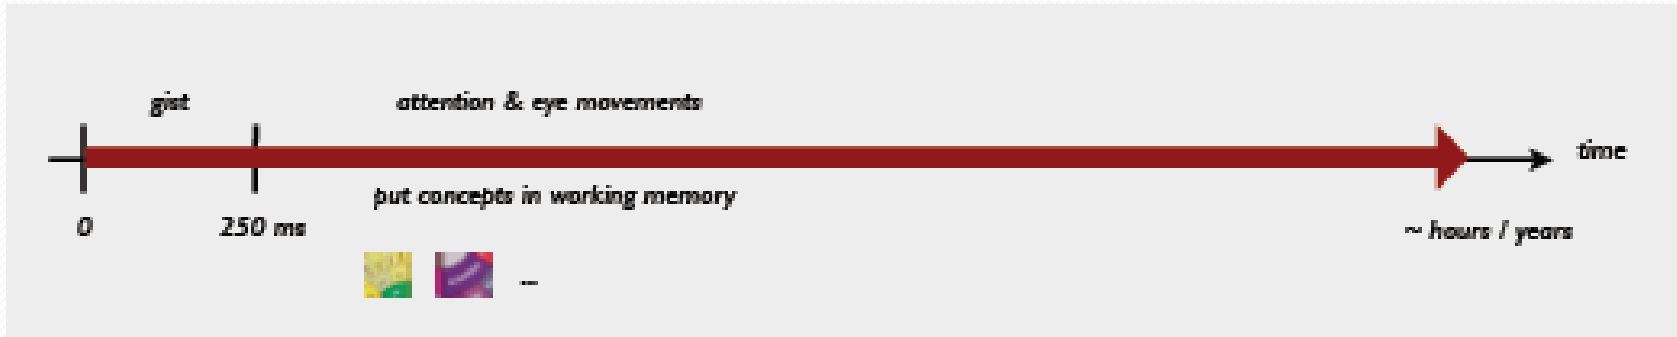 gist
attention & eye movements
time
put concepts in working memory
0
250 ms
~ hours / years
...